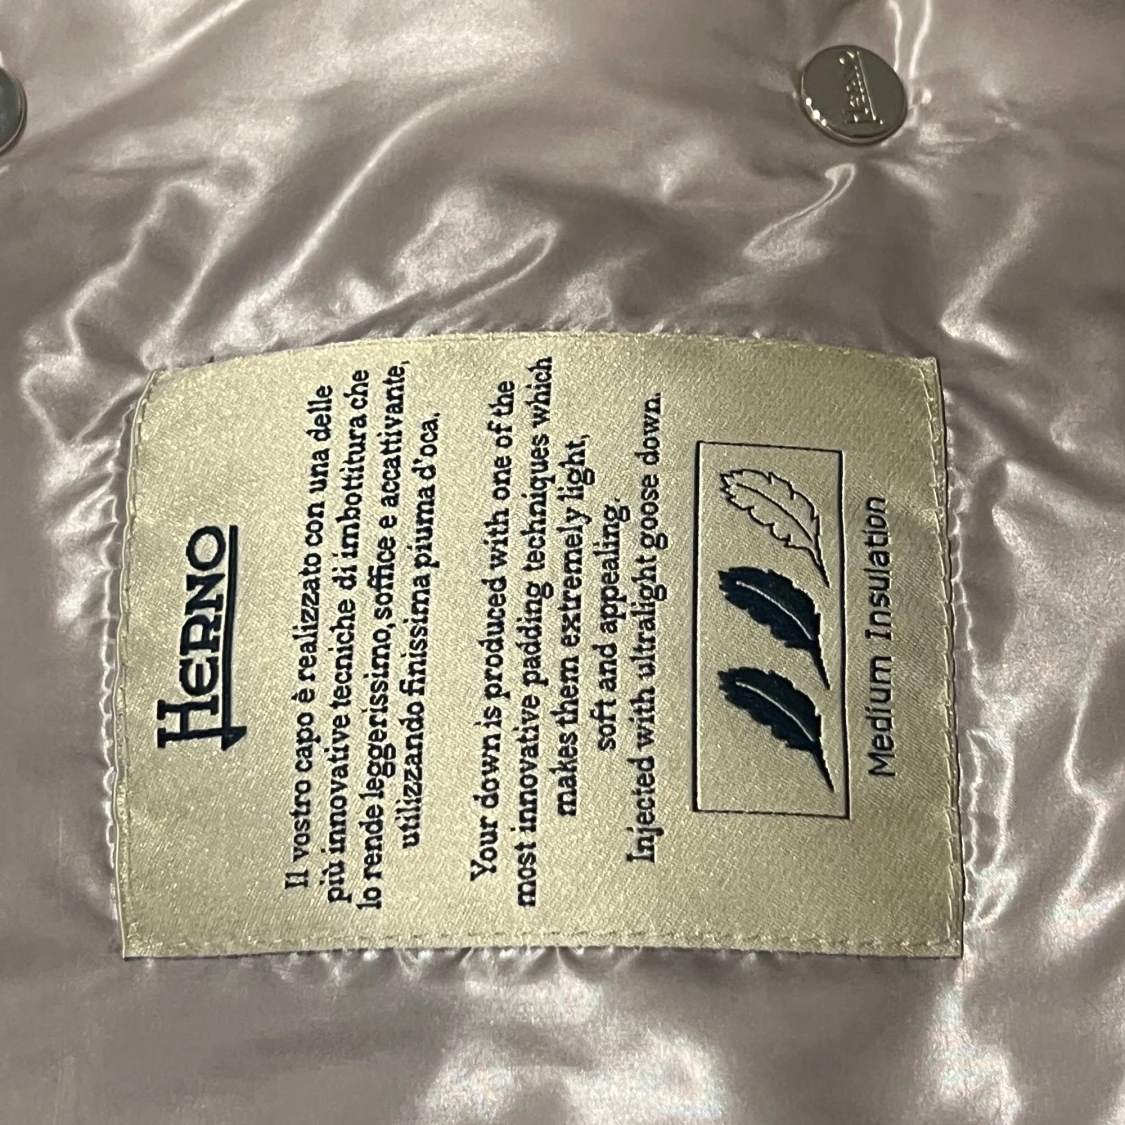 HERNO
Il vostro capo è realizzato con una delle
più innovative tecniche di imbottitura che
lo rende leggerissimo, soffice e accattivante,
utilizzando finissima piuma d'oca.
Your down is produced with one of the
most innovative padding techniques which
makes them extremely light,
soft and appealing.
Injected with ultralight goose down.
Medium Insulation
Herno